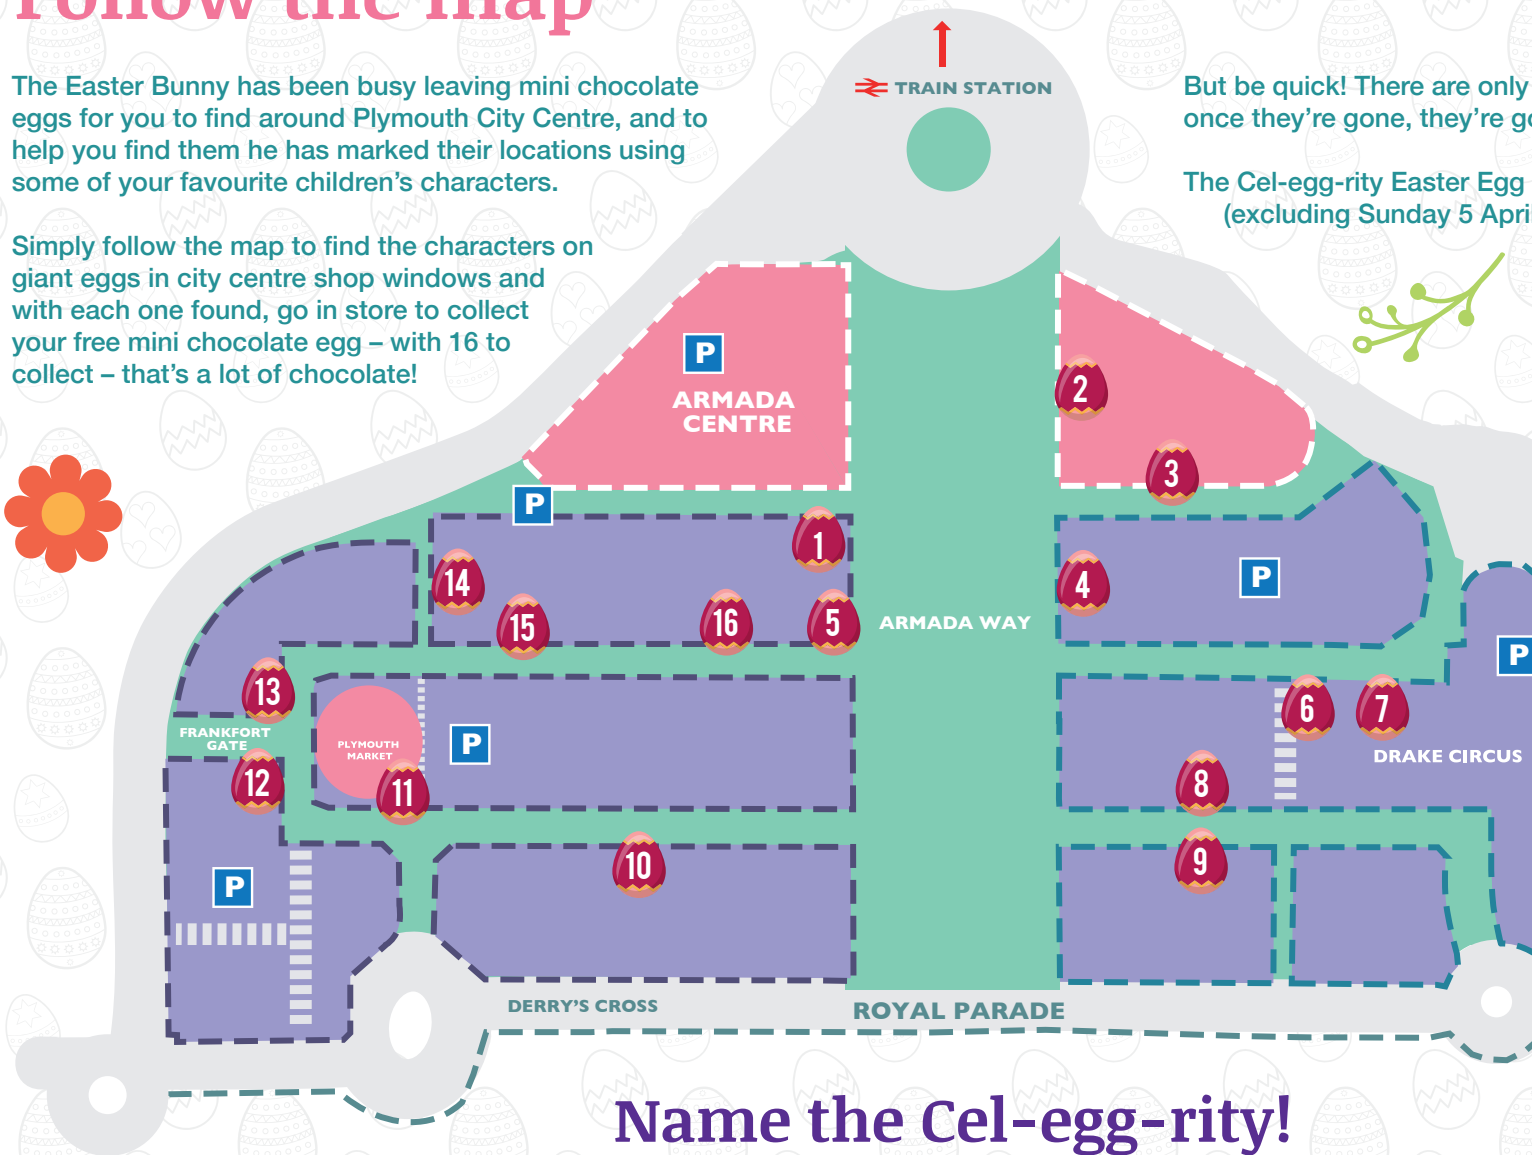 Follow the map
The Easter Bunny has been busy leaving mini chocolate
eggs for you to find around Plymouth City Centre, and to
help you find them he has marked their locations using
some of your favourite children's characters.
Simply follow the map to find the characters on
giant eggs in city centre shop windows and
with each one found, go in store to collect
your free mini chocolate egg – with 16 to
collect – that's a lot of chocolate!
But be quick! There are only
once they're gone, they're go
The Cel-egg-rity Easter Egg
(excluding Sunday 5 April
TRAIN STATION
P
ARMADA
CENTRE
2
3
P
1
14
15
16
5
ARMADA WAY
4
P
P
13
FRANKFORT
GATE
12
PLYMOUTH
MARKET
11
P
6
7
8
DRAKE CIRCUS
10
9
P
DERRY'S CROSS
ROYAL PARADE
Name the Cel-egg-rity!